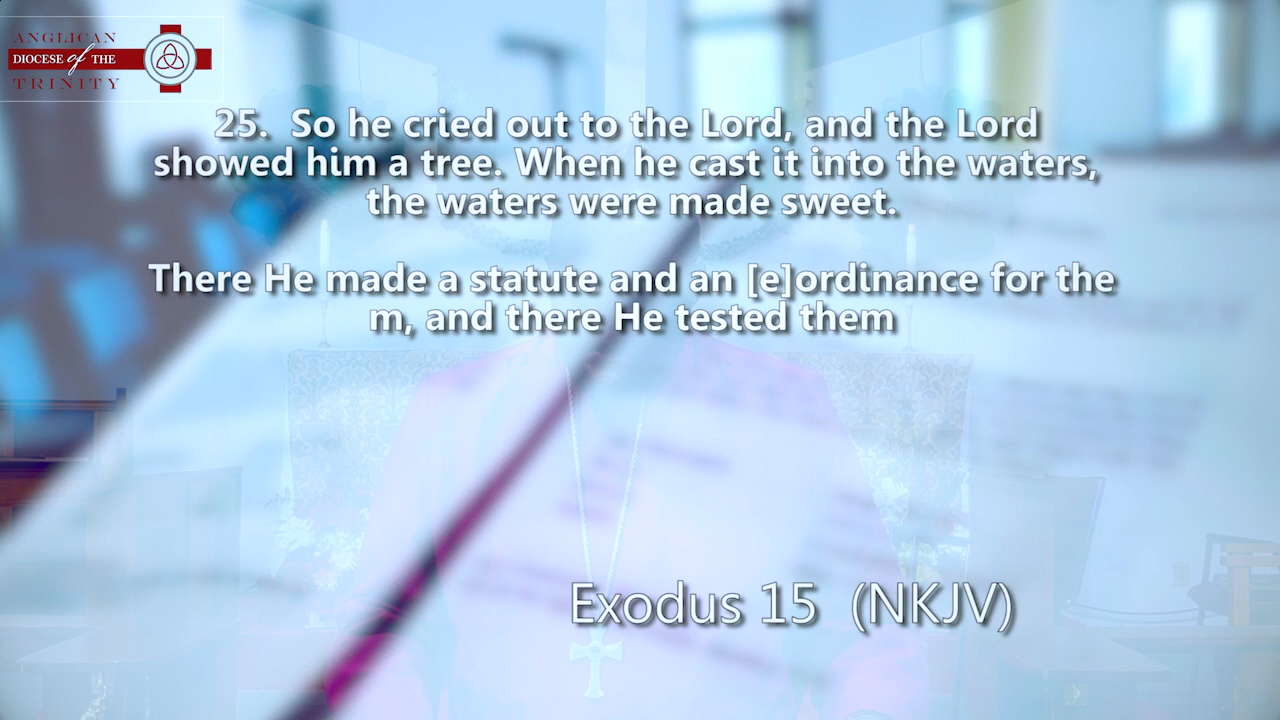 ANGLICAN
DIOCESE of THE
TRINITY
25. So he cried out to the Lord, and the Lord
showed him a tree. When he cast it into the waters,
the waters were made sweet.
There He made a statute and an [e]ordinance for the
m, and there He tested them
Exodus 15 (NKJV)